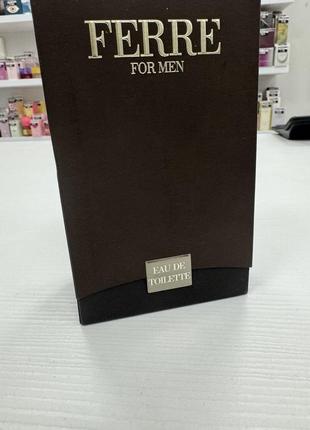 FERRE
FOR MEN
EAU DE
TOILETTE